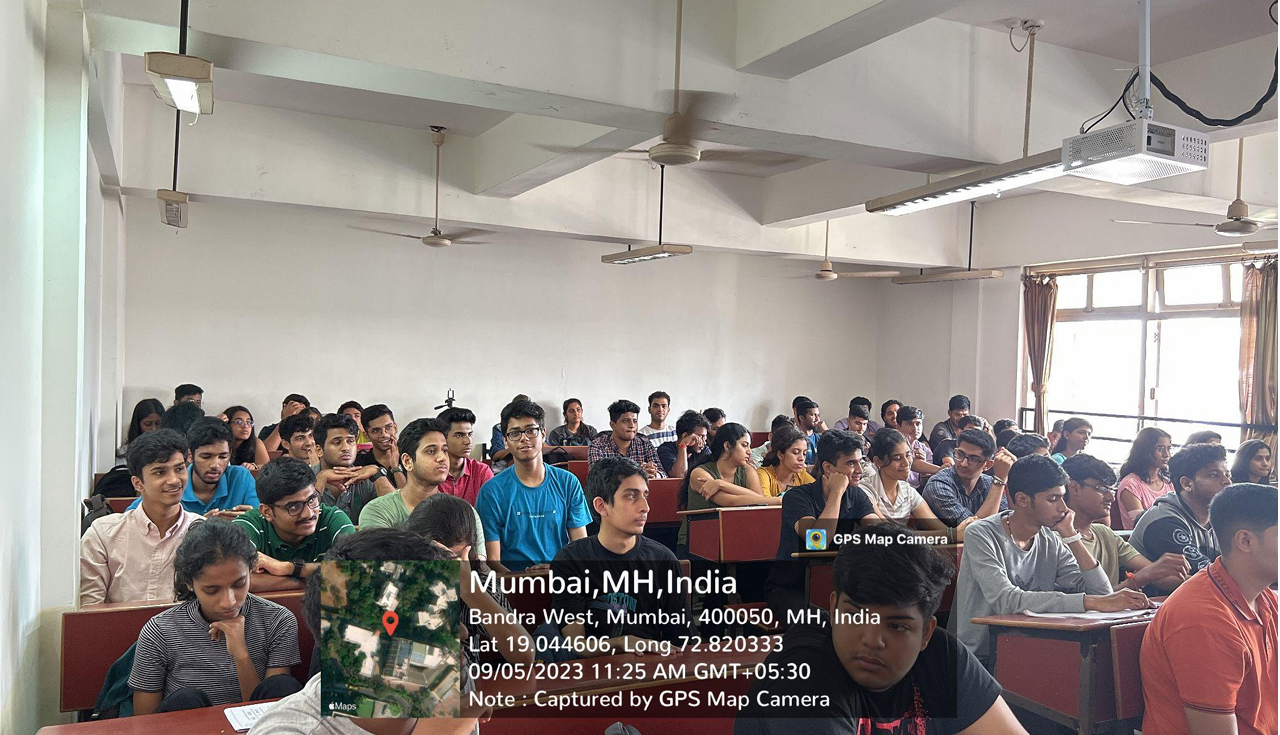 GPS Map Camera
Mumbai,MH,India
Bandra West, Mumbai, 400050, MH, India
Lat 19.044606, Long 72.820333
09/05/2023 11:25 AM GMT+05:30
Note : Captured by GPS Map Camera
Maps